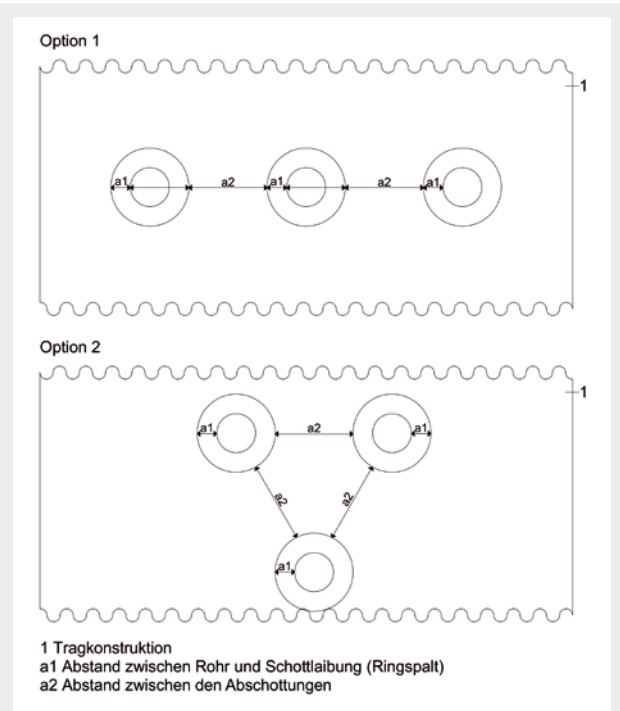 Option 1
1
a1 a2 a1 a2 a1
Option 2
1
a1 a2 a1
a2 a2
a1
1 Tragkonstruktion
a1 Abstand zwischen Rohr und Schottlaibung (Ringspalt)
a2 Abstand zwischen den Abschottungen